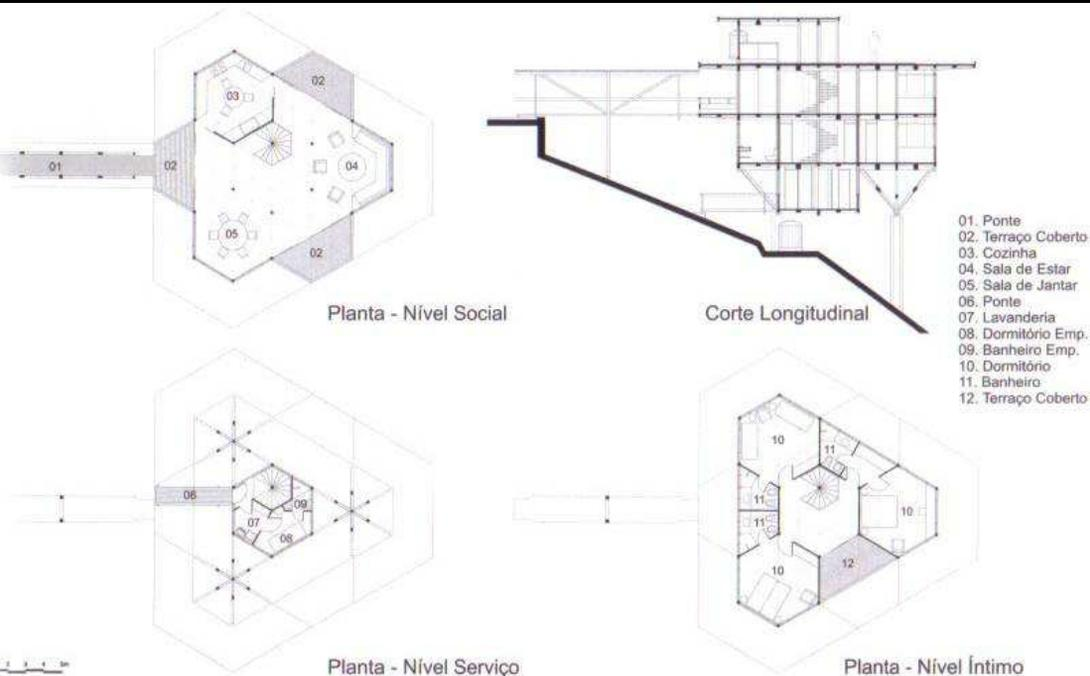 02
03
01
02
04
05
02
Planta - Nível Social
Corte Longitudinal
01. Ponte
02. Terraço Coberto
03. Cozinha
04. Sala de Estar
05. Sala de Jantar
06. Ponte
07. Lavanderia
08. Dormitório Emp.
09. Banheiro Emp.
10. Dormitório
11. Banheiro
12. Terraço Coberto
06
09
07
08
Planta - Nível Serviço
10
11
11
10
11
12
10
Planta - Nível Íntimo